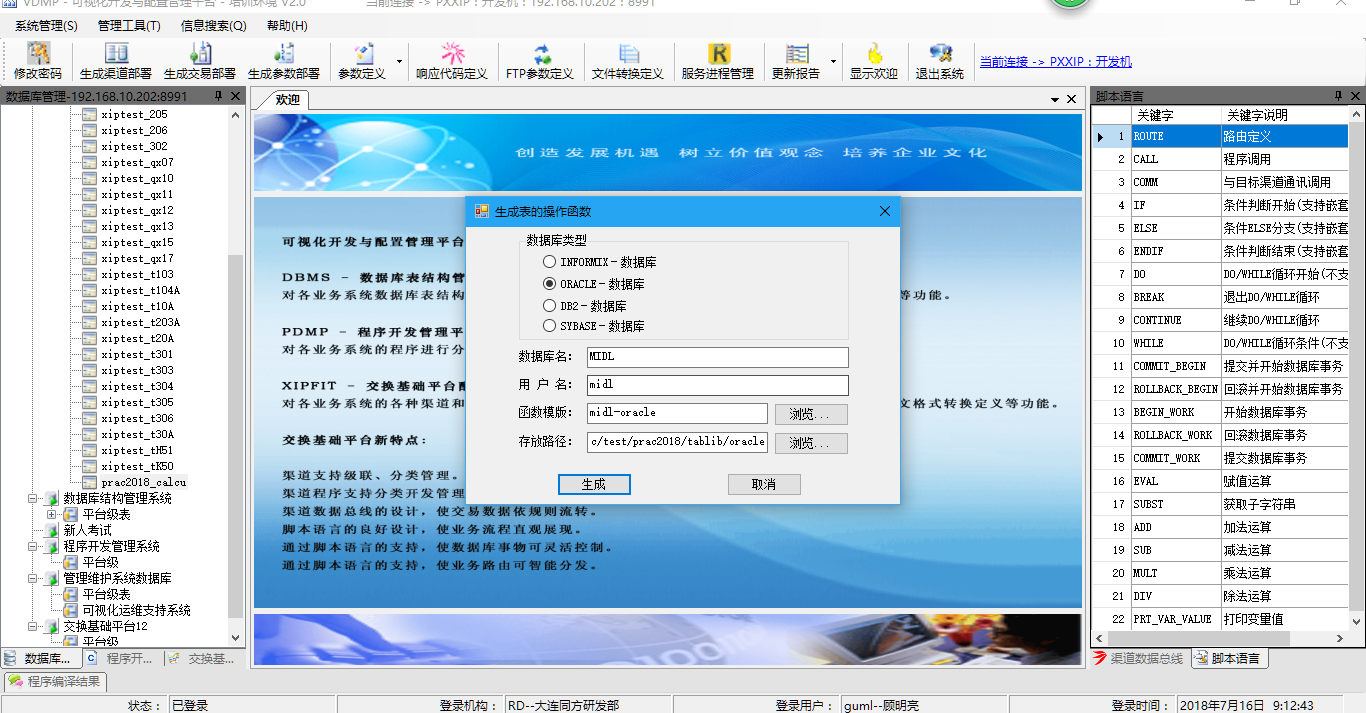 VDMP - 可视化开发与配置管理平台 - 培训环境 V2.0 当前连接 -> PXXIP：开发机：192.168.10.202：8991
系统管理(S) 管理工具(T) 信息搜索(Q) 帮助(H)
修改密码 生成渠道部署 生成交易部署 生成参数部署 参数定义 响应代码定义 FTP参数定义 文件转换定义 服务进程管理 更新报告 显示欢迎 退出系统 当前连接 -> PXXIP：开发机
数据库管理-192.168.10.202:8991
xiptest_205
xiptest_206
xiptest_302
xiptest_qx07
xiptest_qx10
xiptest_qx11
xiptest_qx12
xiptest_qx13
xiptest_qx15
xiptest_qx17
xiptest_t103
xiptest_t104A
xiptest_t10A
xiptest_t203A
xiptest_t20A
xiptest_t301
xiptest_t303
xiptest_t304
xiptest_t305
xiptest_t306
xiptest_t30A
xiptest_tH51
xiptest_tK50
prac2018_calcu
数据库结构管理系统
平台级表
新人考试
程序开发管理系统
平台级
管理维护系统数据库
平台级表
可视化运维支持系统
交换基础平台12
平台级
数据库... 程序开... 交换基...
欢迎
创造发展机遇 树立价值观念 培养企业文化
可视化开发与配置管理平台
DBMS - 数据库表结构管
对各业务系统数据库表结构
等功能。
PDMP - 程序开发管理平
对各业务系统的程序进行分
XIPFIT - 交换基础平台配
对各业务系统的各种渠道和
文格式转换定义等功能。
交换基础平台新特点：
渠道支持级联、分类管理。
渠道程序支持分类开发管理
渠道数据总线的设计，使交易数据依规则流转。
脚本语言的良好设计，使业务流程直观展现。
通过脚本语言的支持，使数据库事物可灵活控制。
通过脚本语言的支持，使业务路由可智能分发。
生成表的操作函数
数据库类型
INFORMIX－数据库
ORACLE－数据库
DB2－数据库
SYBASE－数据库
数据库名： MIDL
用 户 名： midl
函数模版： midl-oracle 浏览...
存放路径： c/test/prac2018/tablib/oracle 浏览...
生成 取消
脚本语言
关键字 关键字说明
1 ROUTE 路由定义
2 CALL 程序调用
3 COMM 与目标渠道通讯调用
4 IF 条件判断开始(支持嵌套
5 ELSE 条件ELSE分支(支持嵌套
6 ENDIF 条件判断结束(支持嵌套
7 DO DO/WHILE循环开始(不支
8 BREAK 退出DO/WHILE循环
9 CONTINUE 继续DO/WHILE循环
10 WHILE DO/WHILE循环条件(不支
11 COMMIT_BEGIN 提交并开始数据库事务
12 ROLLBACK_BEGIN 回滚并开始数据库事务
13 BEGIN_WORK 开始数据库事务
14 ROLLBACK_WORK 回滚数据库事务
15 COMMIT_WORK 提交数据库事务
16 EVAL 赋值运算
17 SUBST 获取子字符串
18 ADD 加法运算
19 SUB 减法运算
20 MULT 乘法运算
21 DIV 除法运算
22 PRT_VAR_VALUE 打印变量值
渠道数据总线 脚本语言
程序编译结果
状态： 已登录 登录机构： RD--大连同方研发部 登录用户： guml--顾明亮 登录时间： 2018年7月16日 9:12:43